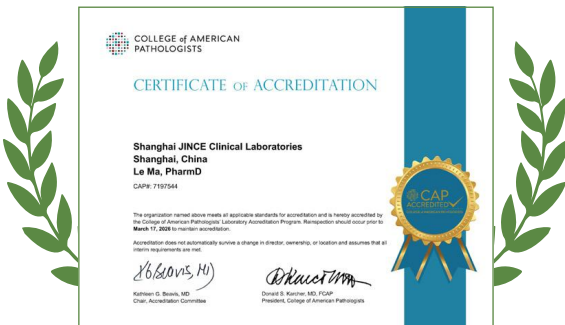 COLLEGE of AMERICAN
PATHOLOGISTS
CERTIFICATE OF ACCREDITATION
Shanghai JINCE Clinical Laboratories
Shanghai, China
Le Ma, PharmD
CAP#: 7197544
The organization named above meets all applicable standards for accreditation and is hereby accredited by
the College of American Pathologists' Laboratory Accreditation Program. Reinspection should occur prior to
March 17, 2026 to maintain accreditation.
Accreditation does not automatically survive a change in director, ownership, or location and assumes that all
interim requirements are met.
Kathleen G. Beavis, MD
Chair, Accreditation Committee
Donald S. Karcher, MD, FCAP
President, College of American Pathologists
CAP
ACCREDITED